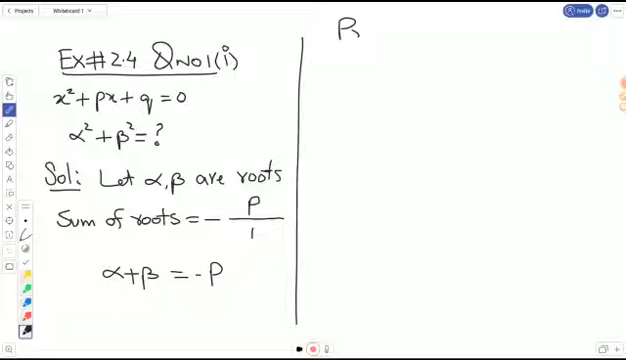 Projects
Whiteboard 1
Invite
Ex# 2.4 QNo1(i)
x² + px + q = 0
α² + β² = ?
Sol: Let α, β are roots
Sum of roots = - P/1
α + β = - P
P